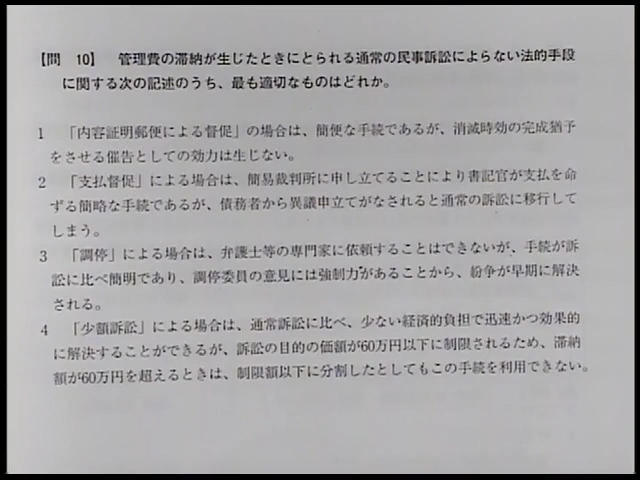 【問　10】　管理費の滞納が生じたときにとられる通常の民事訴訟によらない法的手段
に関する次の記述のうち、最も適切なものはどれか。
1　「内容証明郵便による督促」の場合は、簡便な手続であるが、消滅時効の完成猶予
をさせる催告としての効力は生じない。
2　「支払督促」による場合は、簡易裁判所に申し立てることにより書記官が支払を命
ずる簡略な手続であるが、債務者から異議申立てがなされると通常の訴訟に移行して
しまう。
3　「調停」による場合は、弁護士等の専門家に依頼することはできないが、手続が訴
訟に比べ簡明であり、調停委員の意見には強制力があることから、紛争が早期に解決
される。
4　「少額訴訟」による場合は、通常訴訟に比べ、少ない経済的負担で迅速かつ効果的
に解決することができるが、訴訟の目的の価額が60万円以下に制限されるため、滞納
額が60万円を超えるときは、制限額以下に分割したとしてもこの手続を利用できない。